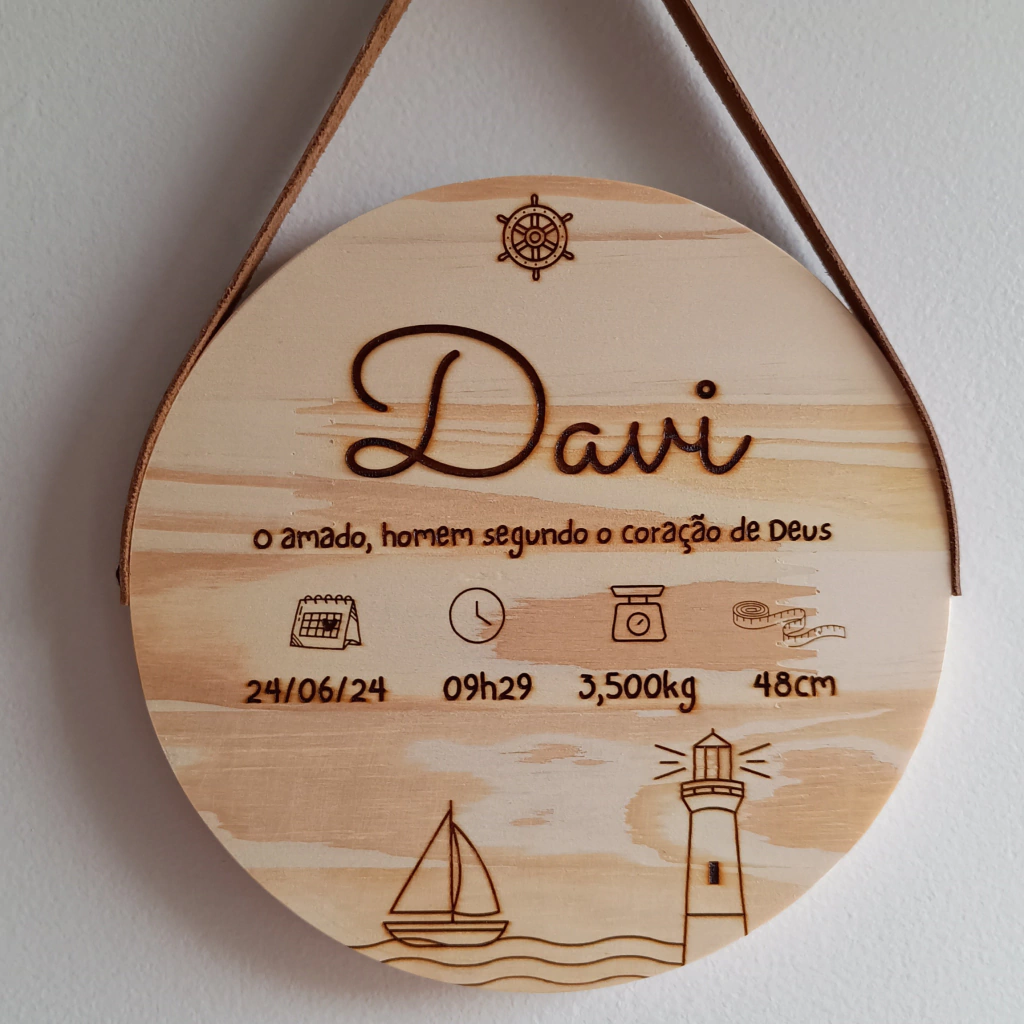 Davi
o amado, homem segundo o coração de Deus
24/06/24 09h29 3,500kg 48cm